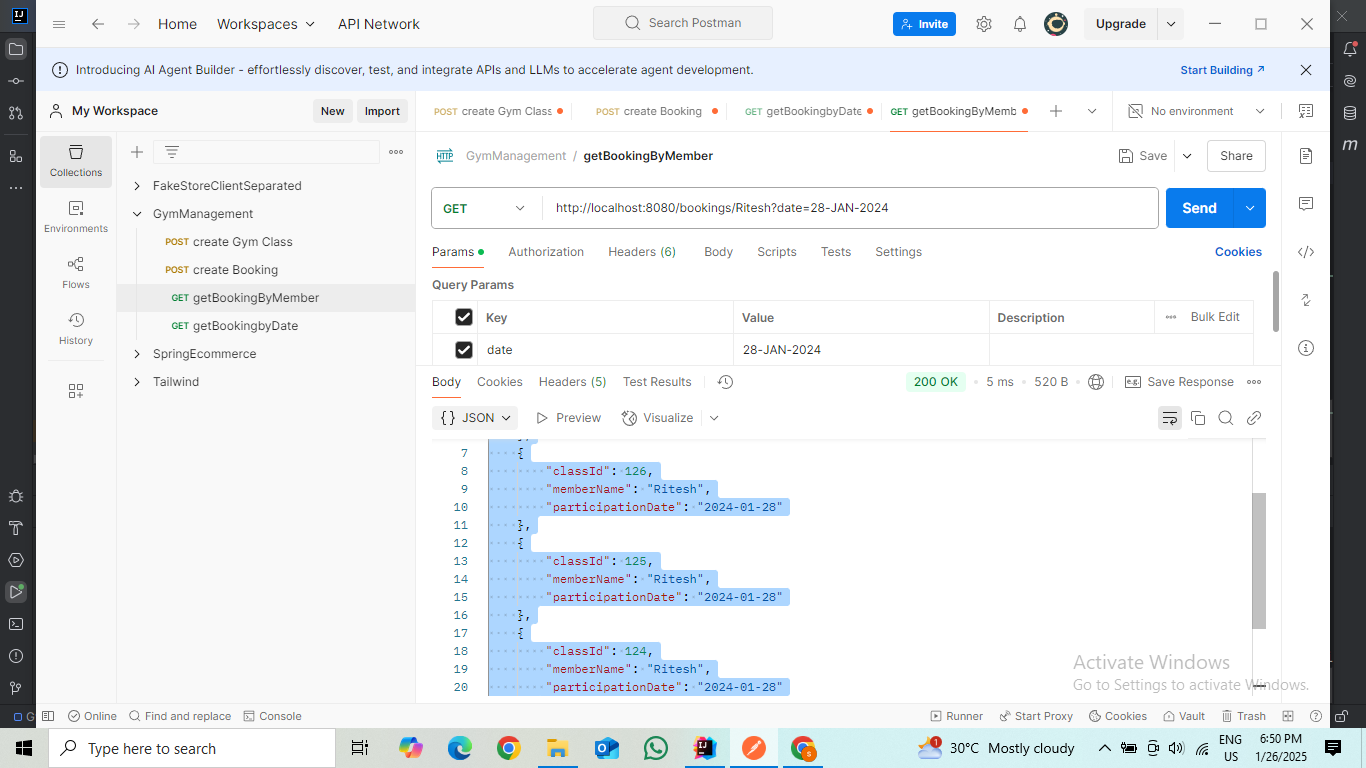 Home
Workspaces
API Network
Search Postman
Invite
Upgrade
Introducing AI Agent Builder - effortlessly discover, test, and integrate APIs and LLMs to accelerate agent development.
Start Building
My Workspace
New
Import
POST create Gym Class
POST create Booking
GET getBookingbyDate
GET getBookingByMemb
No environment
Collections
Environments
Flows
History
FakeStoreClientSeparated
GymManagement
POST create Gym Class
POST create Booking
GET getBookingByMember
GET getBookingbyDate
SpringEcommerce
Tailwind
HTTP GymManagement / getBookingByMember
Save
Share
GET
http://localhost:8080/bookings/Ritesh?date=28-JAN-2024
Send
Params
Authorization
Headers (6)
Body
Scripts
Tests
Settings
Cookies
Query Params
Key
Value
Description
Bulk Edit
date
28-JAN-2024
Body
Cookies
Headers (5)
Test Results
200 OK
5 ms
520 B
Save Response
{ } JSON
Preview
Visualize
7 {
8 "classId": 126,
9 "memberName": "Ritesh",
10 "participationDate": "2024-01-28"
11 },
12 {
13 "classId": 125,
14 "memberName": "Ritesh",
15 "participationDate": "2024-01-28"
16 },
17 {
18 "classId": 124,
19 "memberName": "Ritesh",
20 "participationDate": "2024-01-28"
Activate Windows
Go to Settings to activate Windows.
Online
Find and replace
Console
Runner
Start Proxy
Cookies
Vault
Trash
Type here to search
30°C Mostly cloudy
ENG
US
6:50 PM
1/26/2025